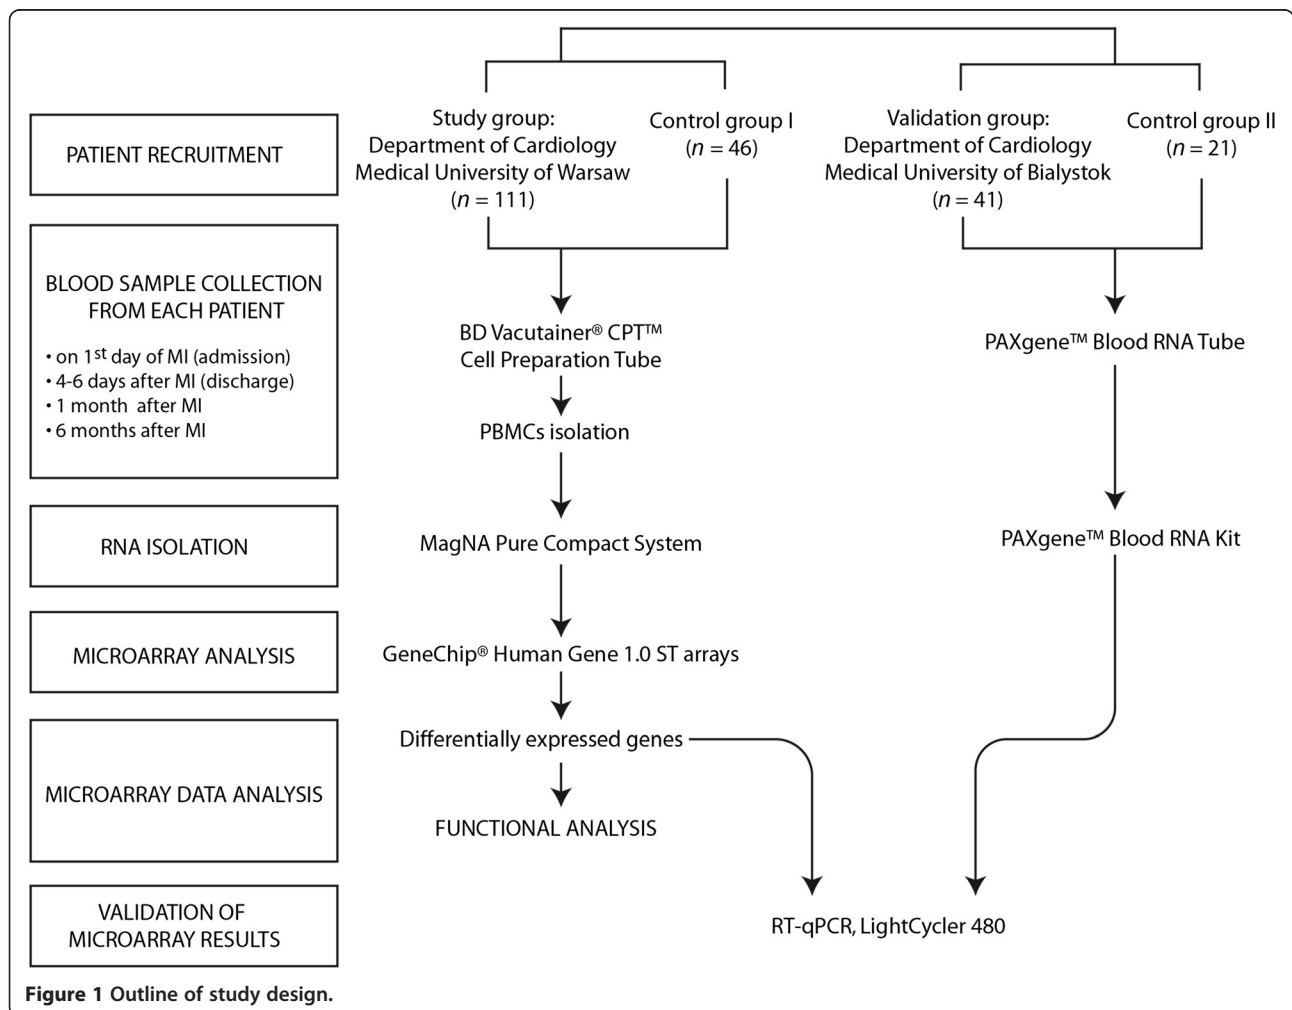 PATIENT RECRUITMENT
Study group:
Department of Cardiology
Medical University of Warsaw
(n = 111)
Control group I
(n = 46)
Validation group:
Department of Cardiology
Medical University of Bialystok
(n = 41)
Control group II
(n = 21)
BLOOD SAMPLE COLLECTION
FROM EACH PATIENT
• on 1st day of MI (admission)
• 4-6 days after MI (discharge)
• 1 month after MI
• 6 months after MI
BD Vacutainer® CPT™
Cell Preparation Tube
PBMCs isolation
PAXgene™ Blood RNA Tube
RNA ISOLATION
MagNA Pure Compact System
PAXgene™ Blood RNA Kit
MICROARRAY ANALYSIS
GeneChip® Human Gene 1.0 ST arrays
MICROARRAY DATA ANALYSIS
Differentially expressed genes
FUNCTIONAL ANALYSIS
VALIDATION OF
MICROARRAY RESULTS
RT-qPCR, LightCycler 480
Figure 1 Outline of study design.